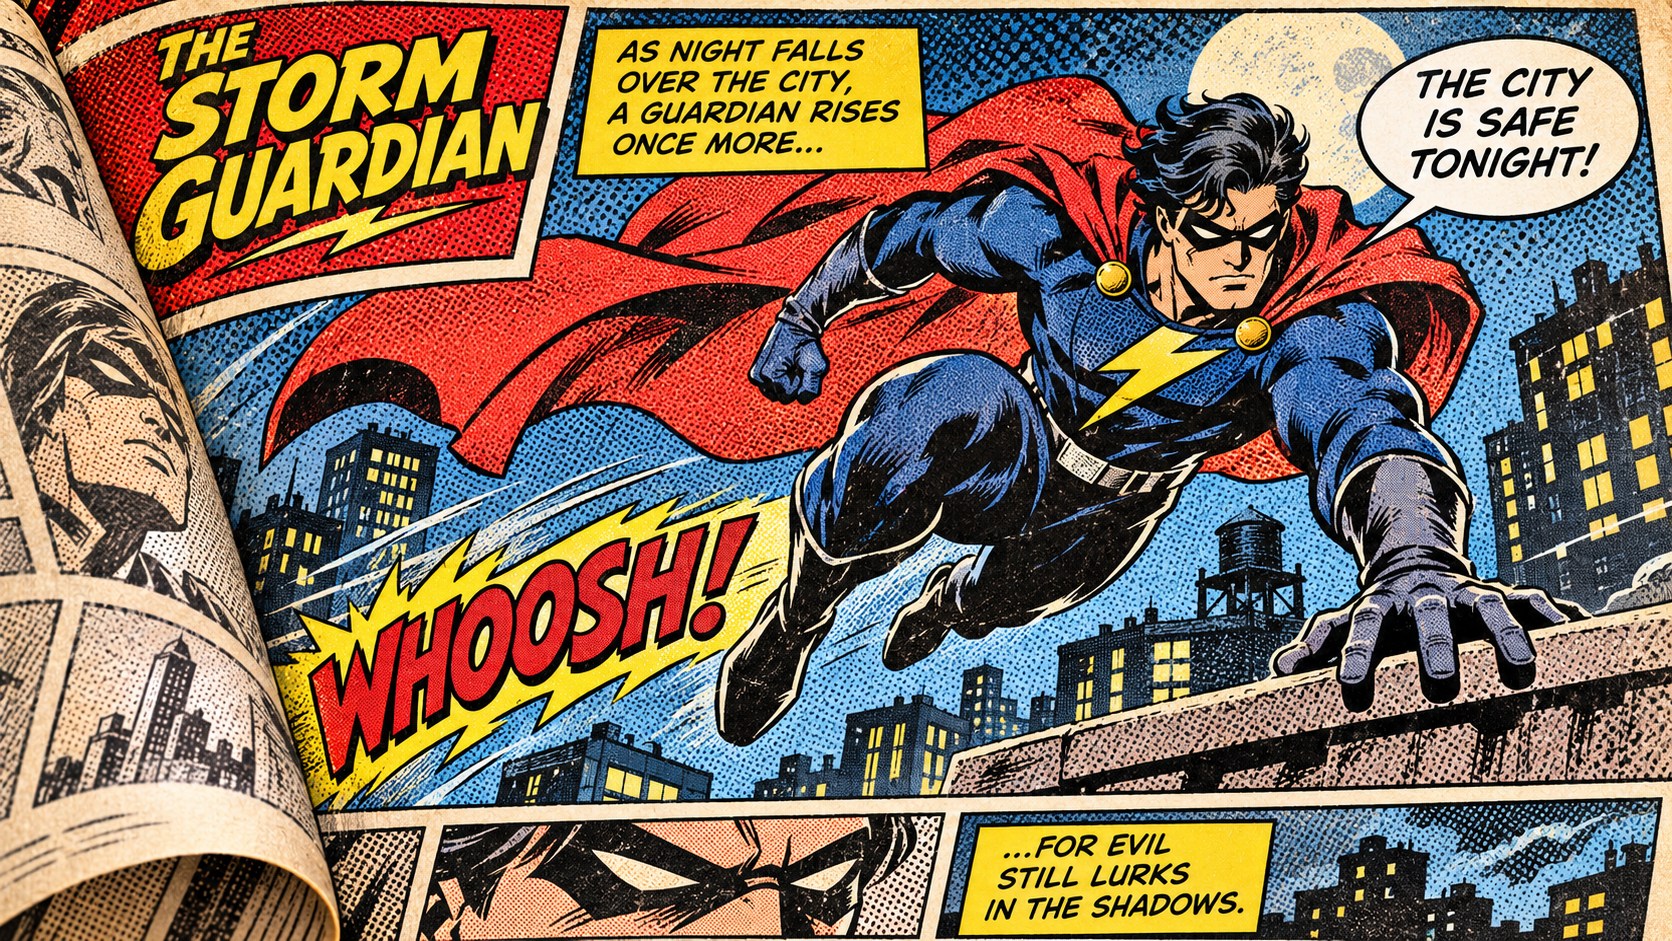 THE
STORM
GUARDIAN
AS NIGHT FALLS
OVER THE CITY,
A GUARDIAN RISES
ONCE MORE...
THE CITY
IS SAFE
TONIGHT!
WHOOSH!
...FOR EVIL
STILL LURKS
IN THE SHADOWS.